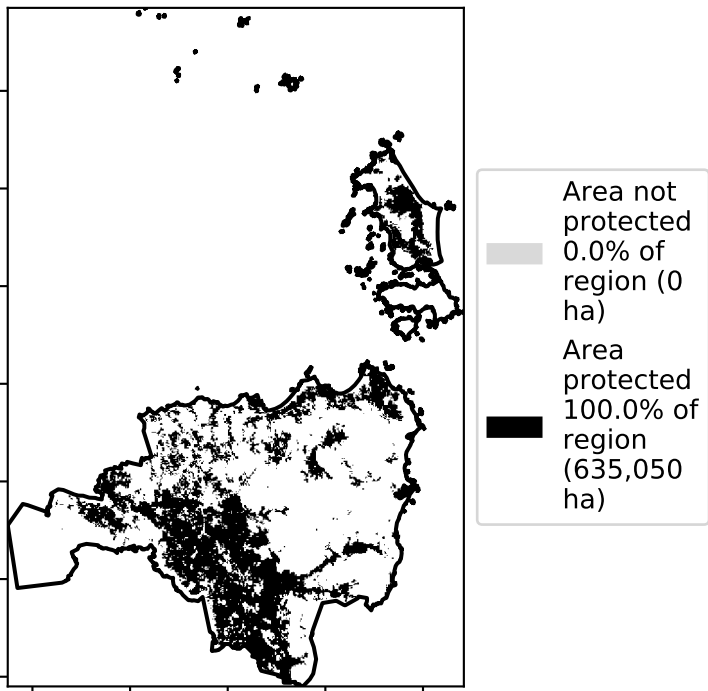 Area not
protected
0.0% of
region (0
ha)
Area
protected
100.0% of
region
(635,050
ha)